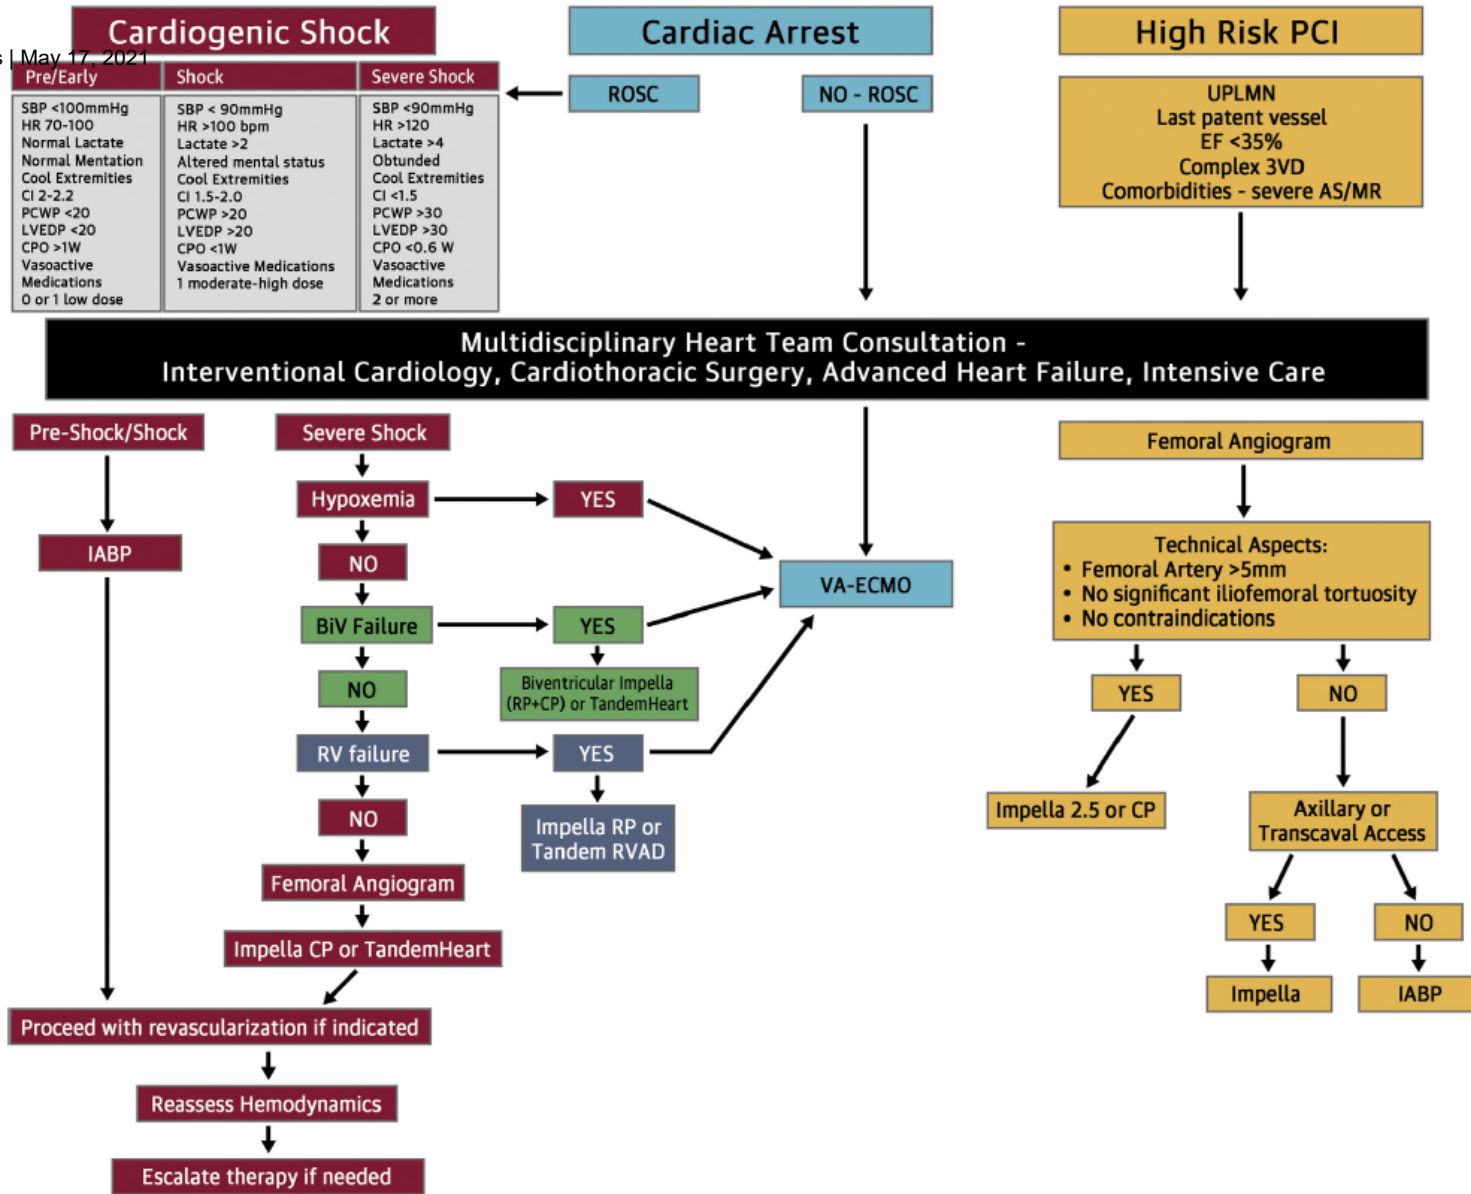 Cardiogenic Shock
Cardiac Arrest
High Risk PCI
s | May 17, 2021
Pre/Early
Shock
Severe Shock
SBP <100mmHg
HR 70-100
Normal Lactate
Normal Mentation
Cool Extremities
CI 2-2.2
PCWP <20
LVEDP <20
CPO >1W
Vasoactive
Medications
0 or 1 low dose
SBP < 90mmHg
HR >100 bpm
Lactate >2
Altered mental status
Cool Extremities
CI 1.5-2.0
PCWP >20
LVEDP >20
CPO <1W
Vasoactive Medications
1 moderate-high dose
SBP <90mmHg
HR >120
Lactate >4
Obtunded
Cool Extremities
CI <1.5
PCWP >30
LVEDP >30
CPO <0.6 W
Vasoactive
Medications
2 or more
ROSC
NO - ROSC
UPLMN
Last patent vessel
EF <35%
Complex 3VD
Comorbidities - severe AS/MR
Multidisciplinary Heart Team Consultation -
Interventional Cardiology, Cardiothoracic Surgery, Advanced Heart Failure, Intensive Care
Pre-Shock/Shock
IABP
Severe Shock
Hypoxemia
YES
NO
BiV Failure
YES
Biventricular Impella
(RP+CP) or TandemHeart
NO
RV failure
YES
Impella RP or
Tandem RVAD
NO
Femoral Angiogram
Impella CP or TandemHeart
Proceed with revascularization if indicated
Reassess Hemodynamics
Escalate therapy if needed
VA-ECMO
Femoral Angiogram
Technical Aspects:
• Femoral Artery >5mm
• No significant iliofemoral tortuosity
• No contraindications
YES
NO
Impella 2.5 or CP
Axillary or
Transcaval Access
YES
NO
Impella
IABP